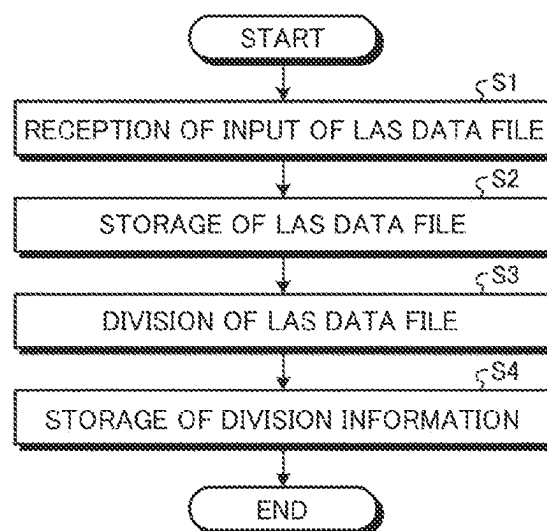 START
S1
RECEPTION OF INPUT OF LAS DATA FILE
S2
STORAGE OF LAS DATA FILE
S3
DIVISION OF LAS DATA FILE
S4
STORAGE OF DIVISION INFORMATION
END